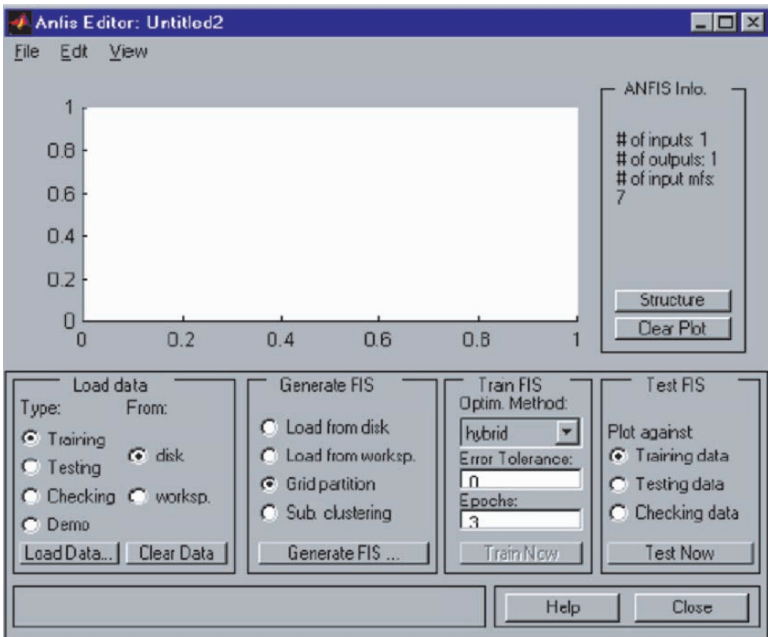 Anfis Editor: Untitled2
File Edt View
ANFIS Info.
# of inputs: 1
# of outputs: 1
# of input mfs:
7
Structure
Clear Plot
1
0.8
0.6
0.4
0.2
0
0 0.2 0.4 0.6 0.8 1
Load data
Type: From:
Training
Testing
Checking
Demo
disk
worksp.
Load Data... Clear Data
Generate FIS
Load from disk
Load from worksp.
Grid partition
Sub. clustering
Generate FIS ...
Train FIS
Optim. Method:
hybrid
Error Tolerance:
0
Epochs:
3
Train Now
Test FIS
Plot against
Training data
Testing data
Checking data
Test Now
Help Close